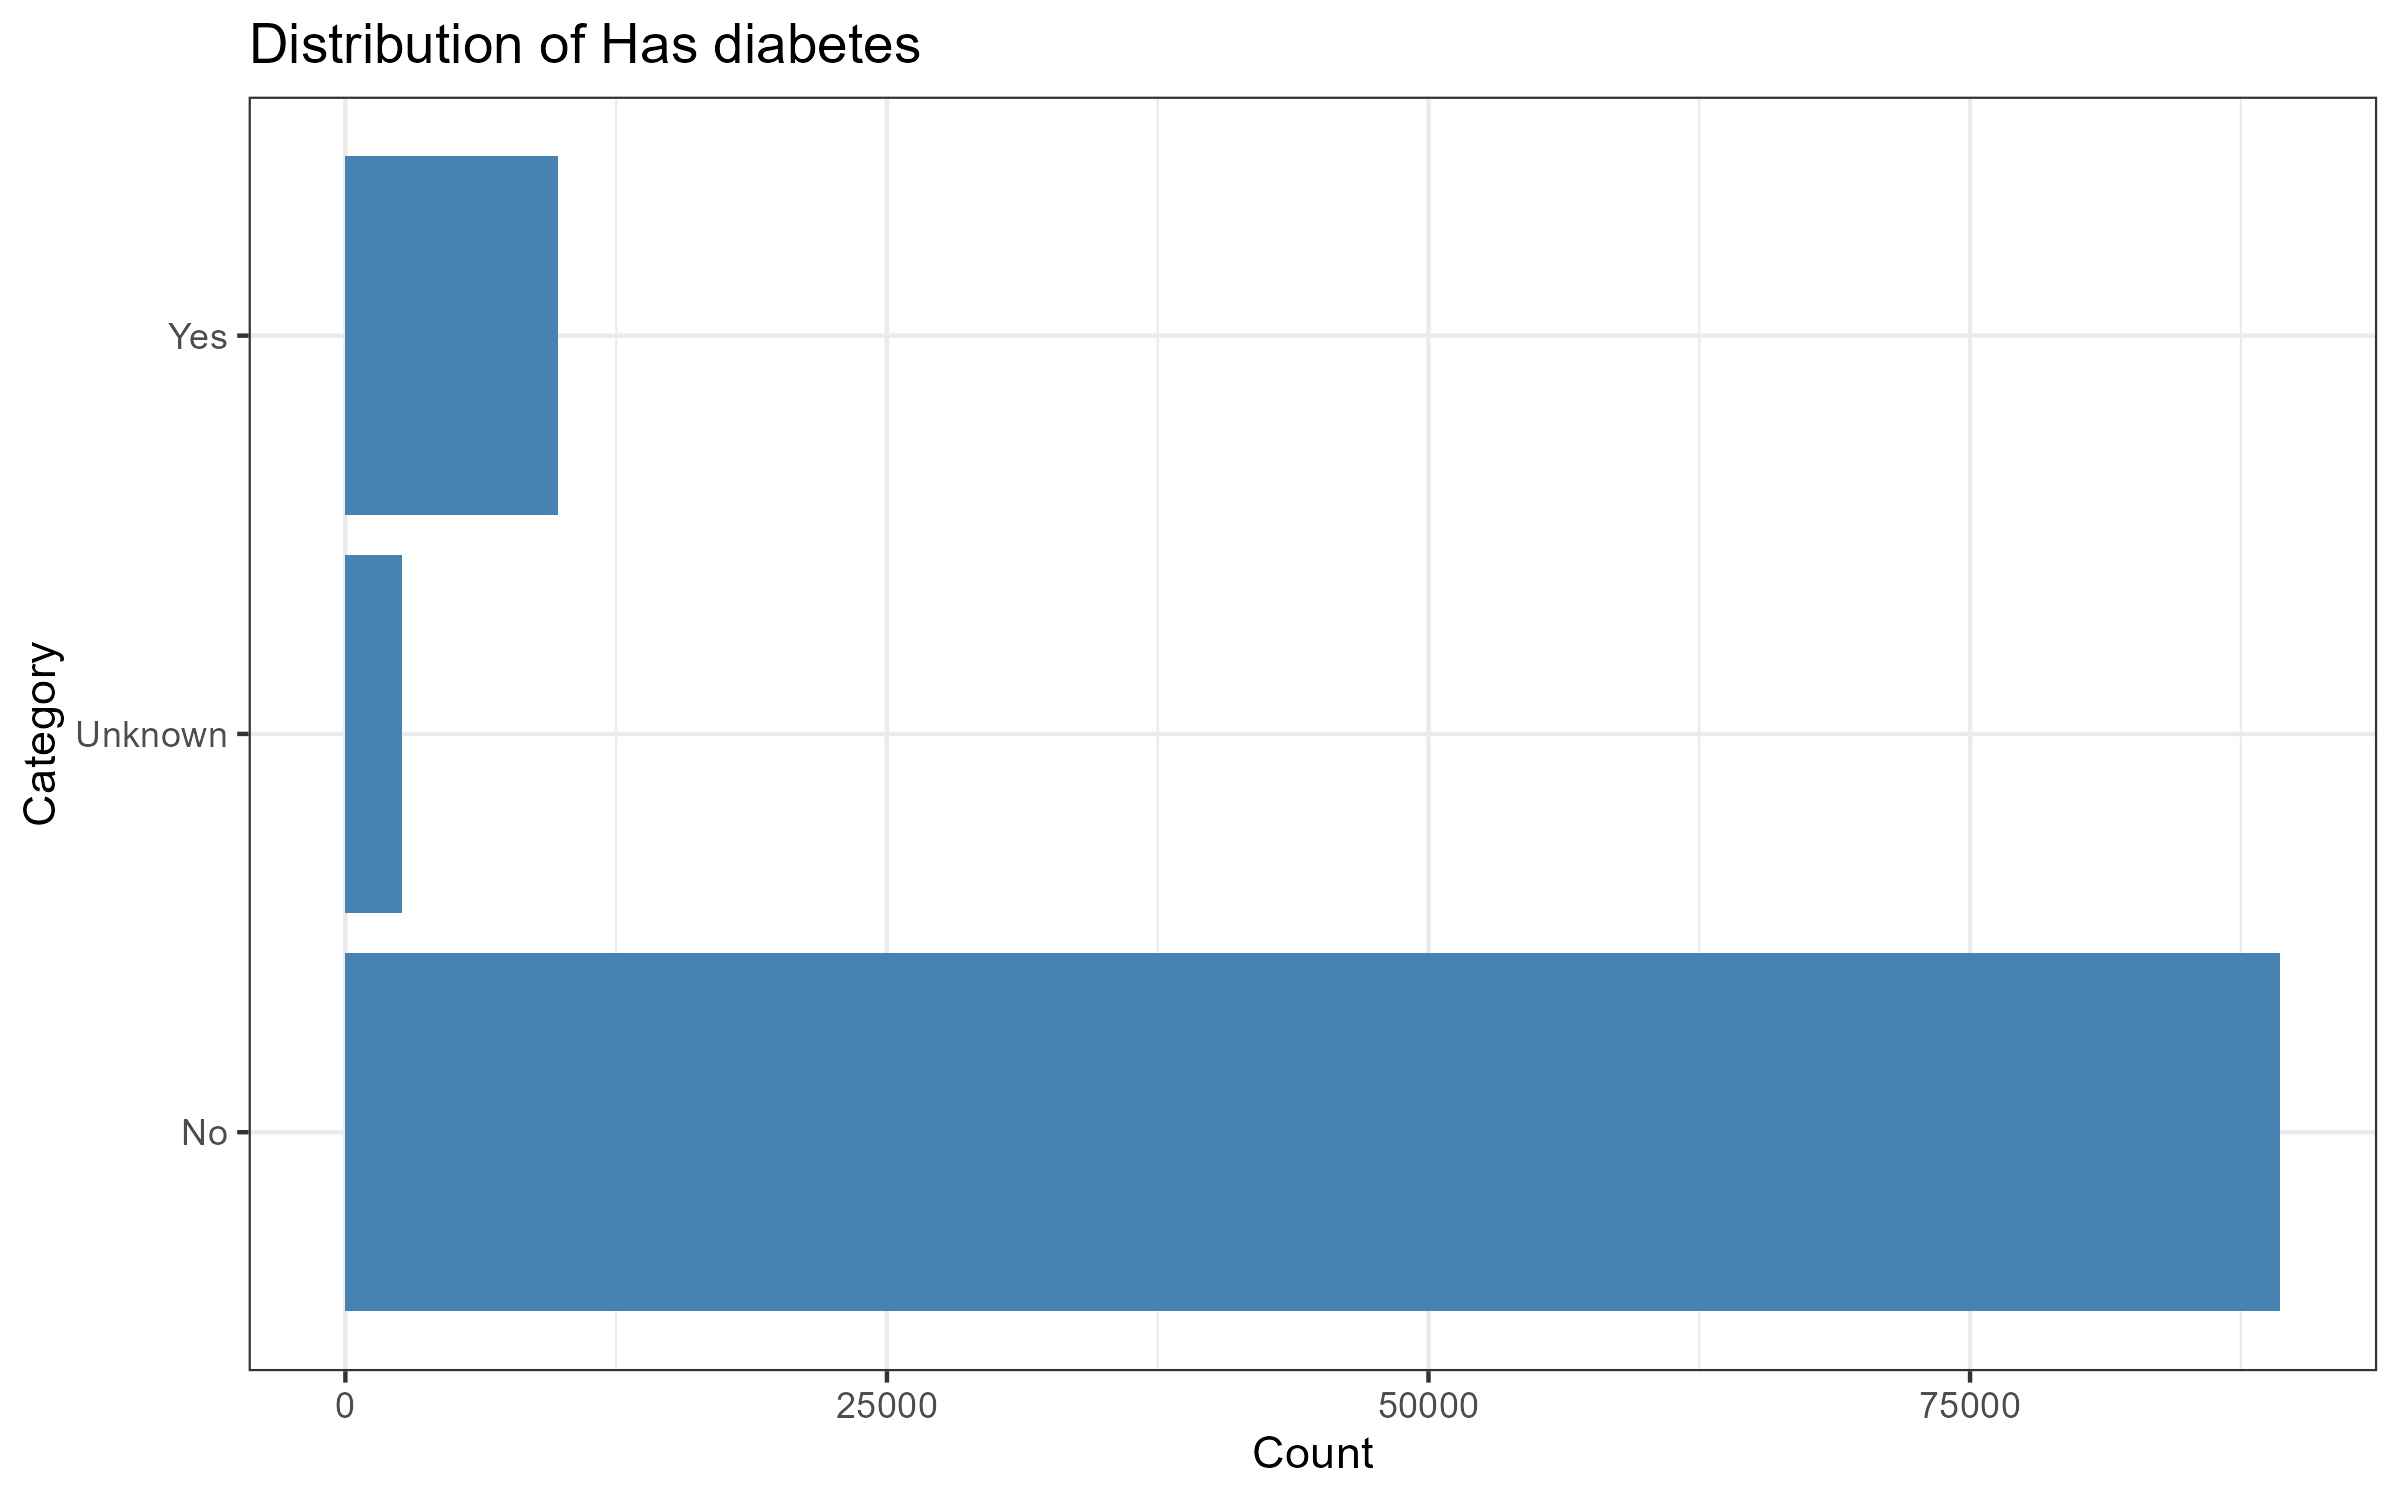 Distribution of Has diabetes
Yes
Unknown
No
Category
0 25000 50000 75000
Count